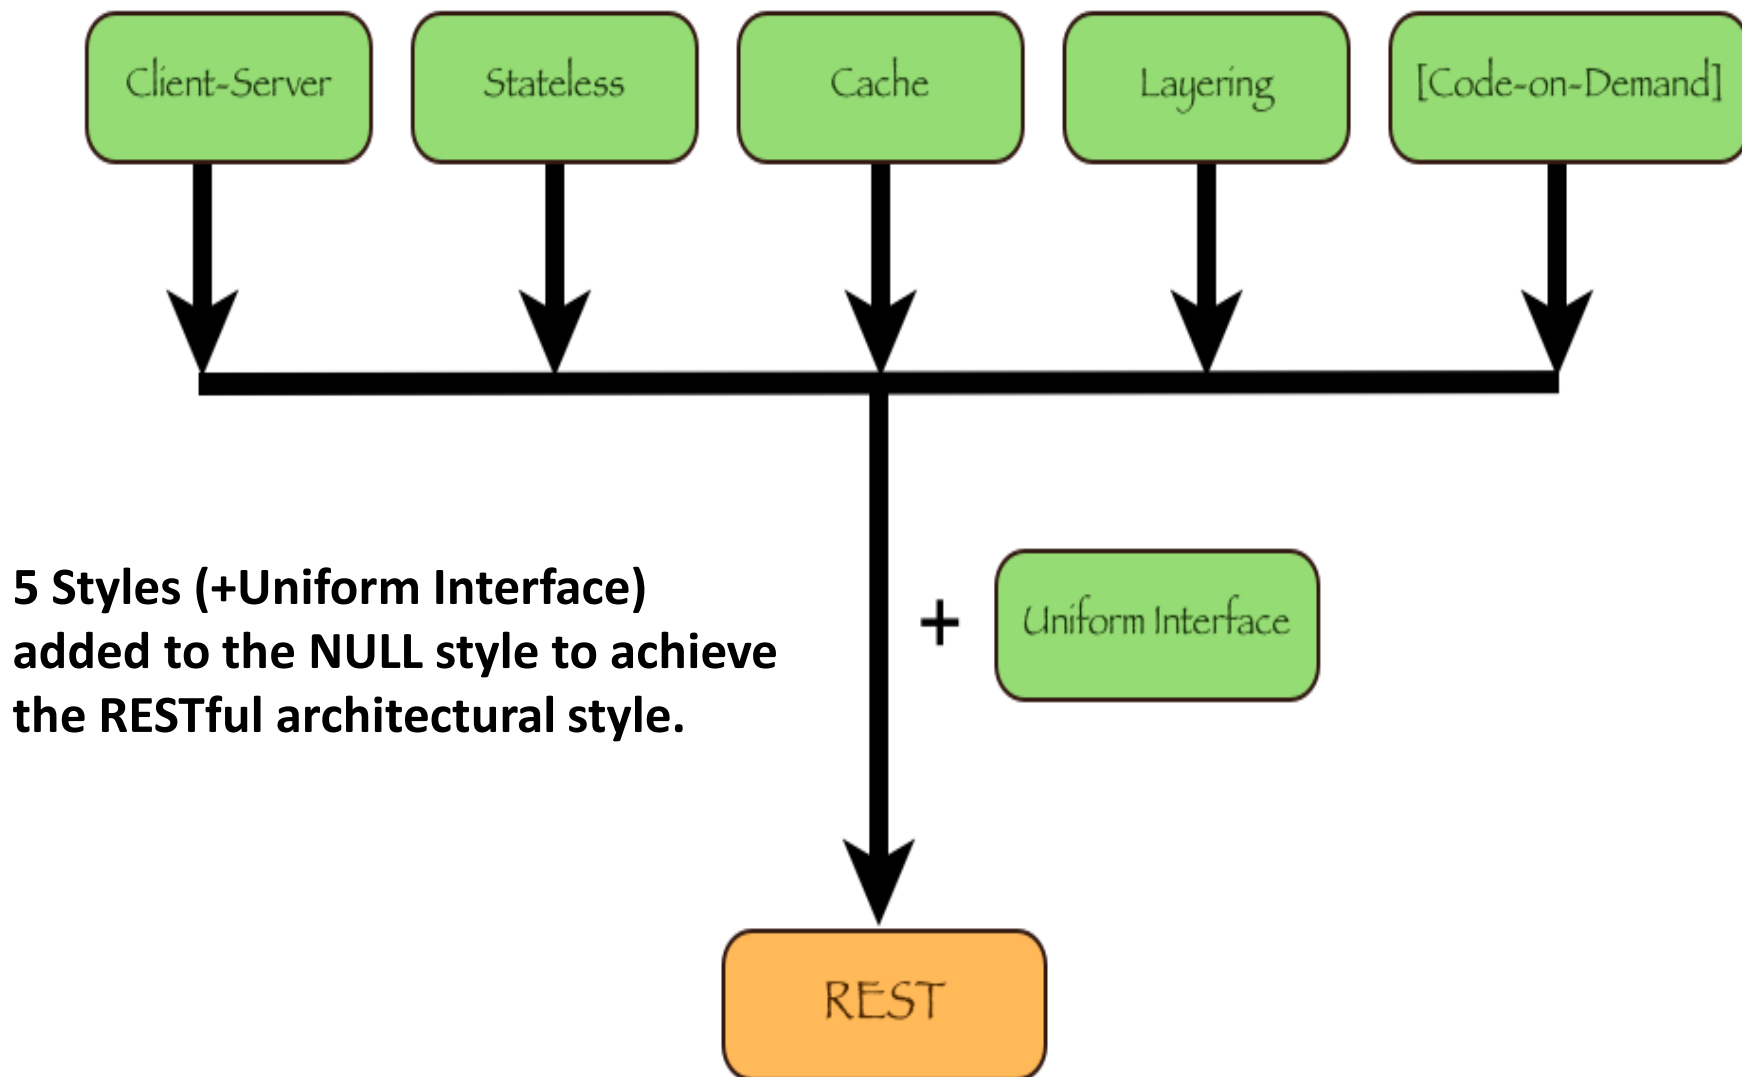 Client-Server
Stateless
Cache
Layering
[Code-on-Demand]
5 Styles (+Uniform Interface)
added to the NULL style to achieve
the RESTful architectural style.
+
Uniform Interface
REST